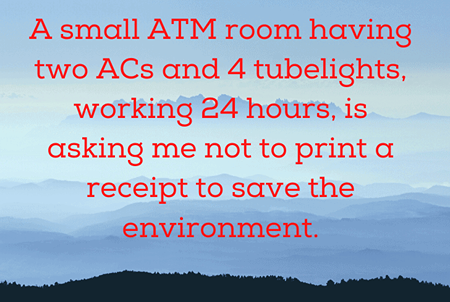 A small ATM room having
two ACs and 4 tubelights,
working 24 hours, is
asking me not to print a
receipt to save the
environment.